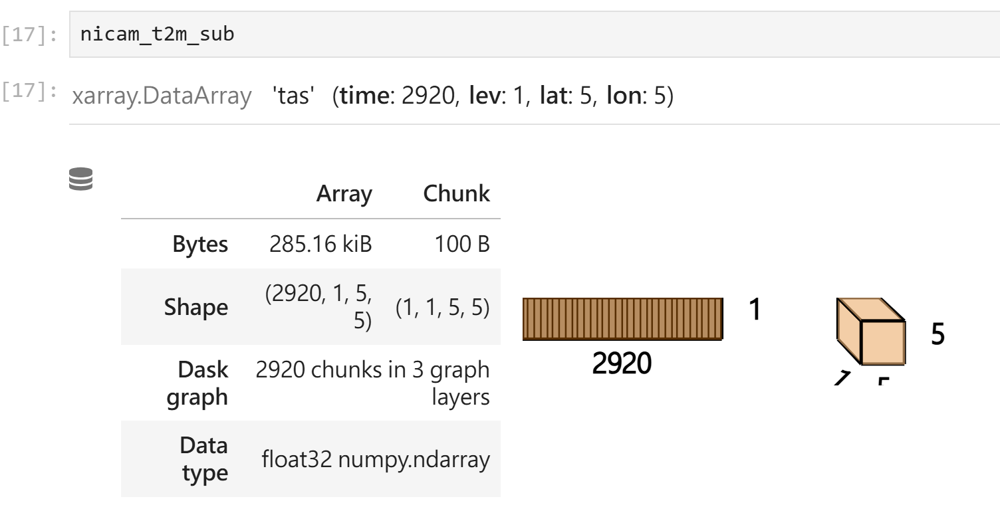 [17]: nicam_t2m_sub
[17]: xarray.DataArray 'tas' (time: 2920, lev: 1, lat: 5, lon: 5)
Array Chunk
Bytes 285.16 kiB 100 B
Shape (2920, 1, 5, 5) (1, 1, 5, 5)
Dask graph 2920 chunks in 3 graph layers
Data type float32 numpy.ndarray
1
2920
5
1